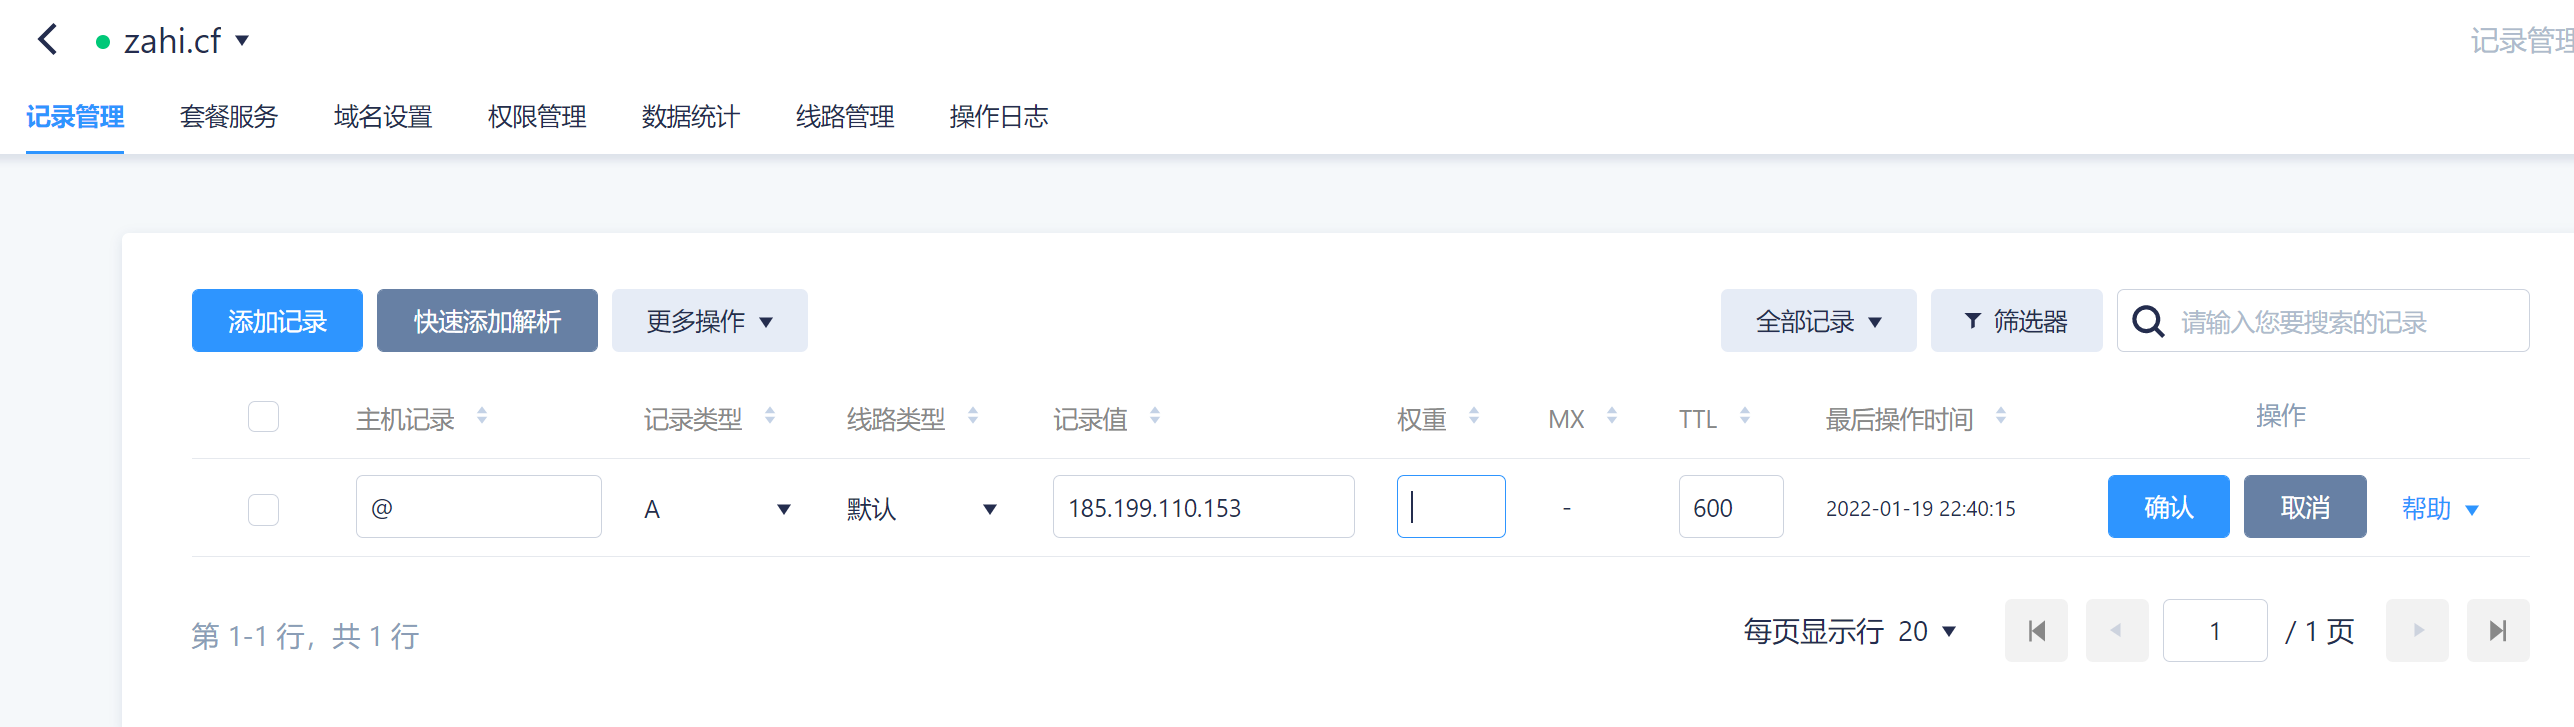 zahi.cf
记录管理
记录管理 套餐服务 域名设置 权限管理 数据统计 线路管理 操作日志
添加记录 快速添加解析 更多操作 全部记录 筛选器 请输入您要搜索的记录
主机记录 记录类型 线路类型 记录值 权重 MX TTL 最后操作时间 操作
@ A 默认 185.199.110.153 - 600 2022-01-19 22:40:15 确认 取消 帮助
第 1-1 行，共 1 行 每页显示行 20 1 / 1 页